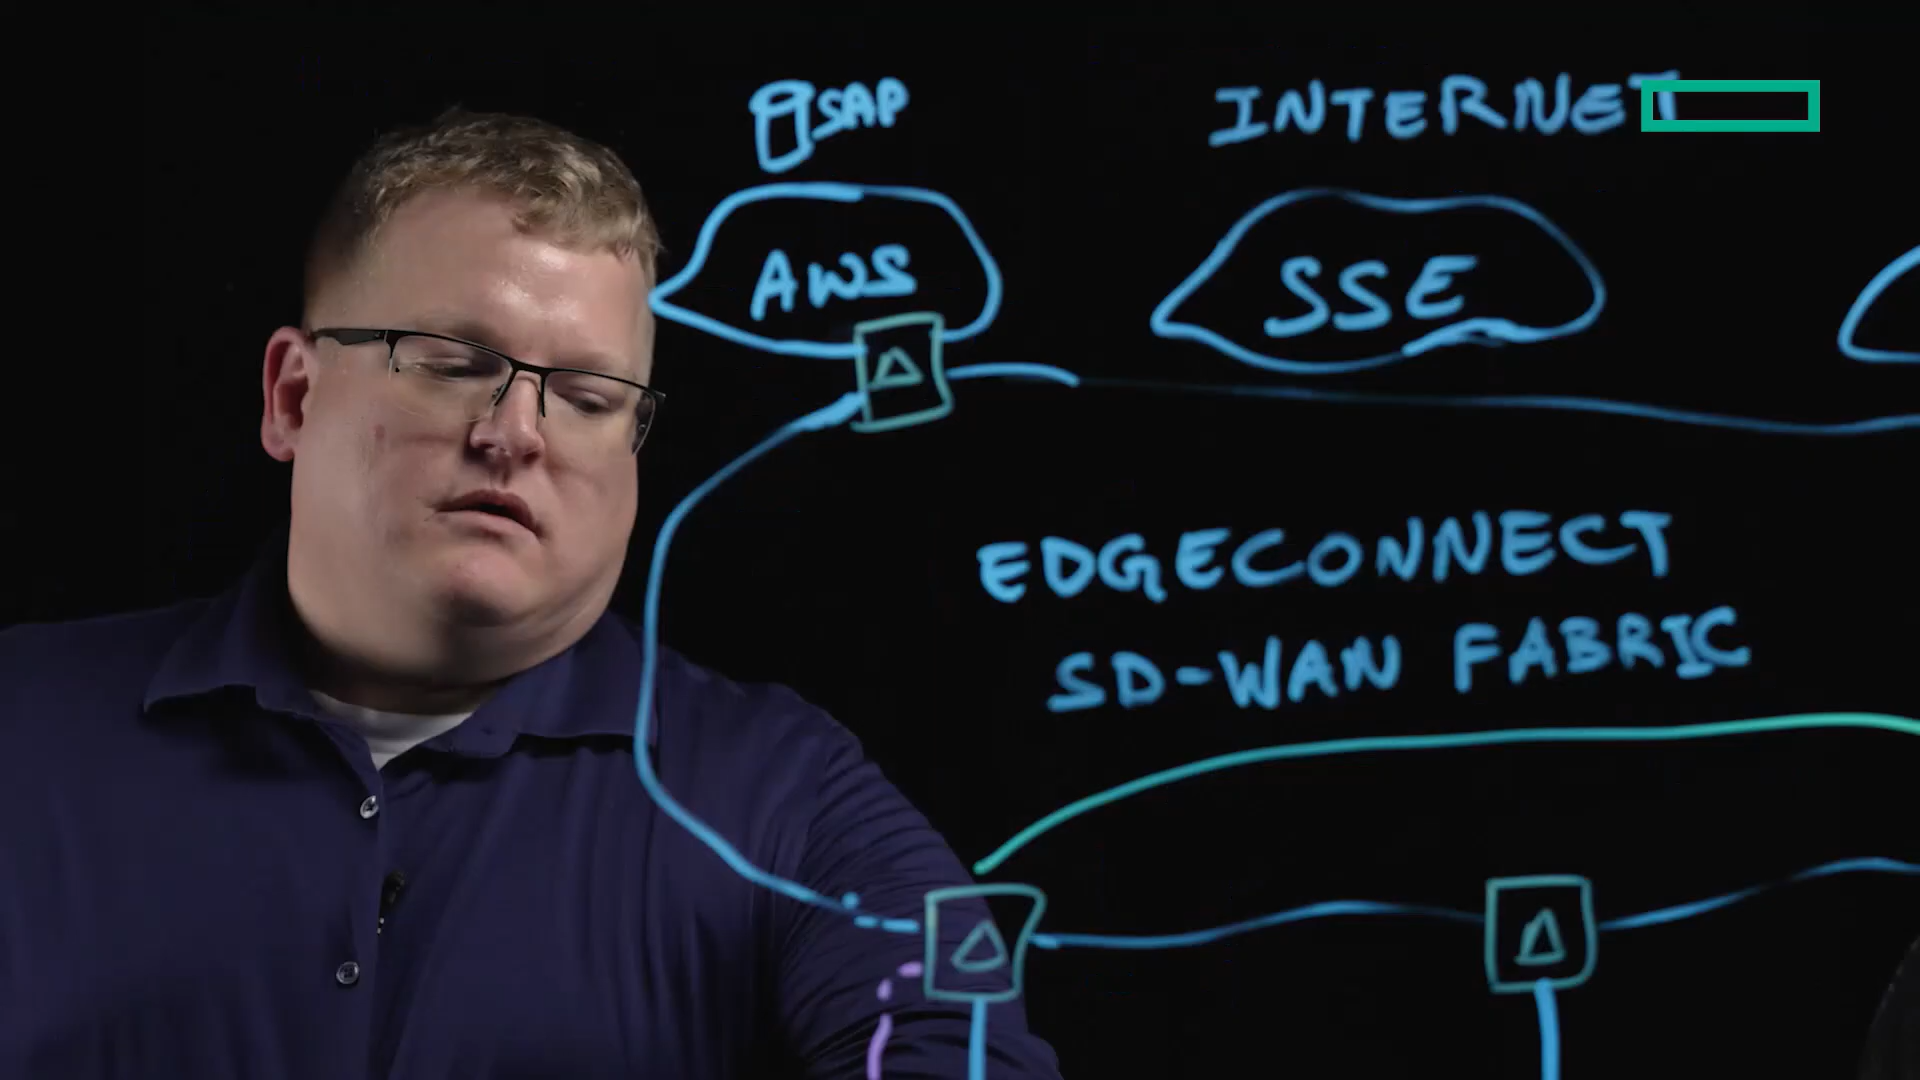 SAP
INTERNET
AWS
SSE
EDGECONNECT
SD-WAN FABRIC